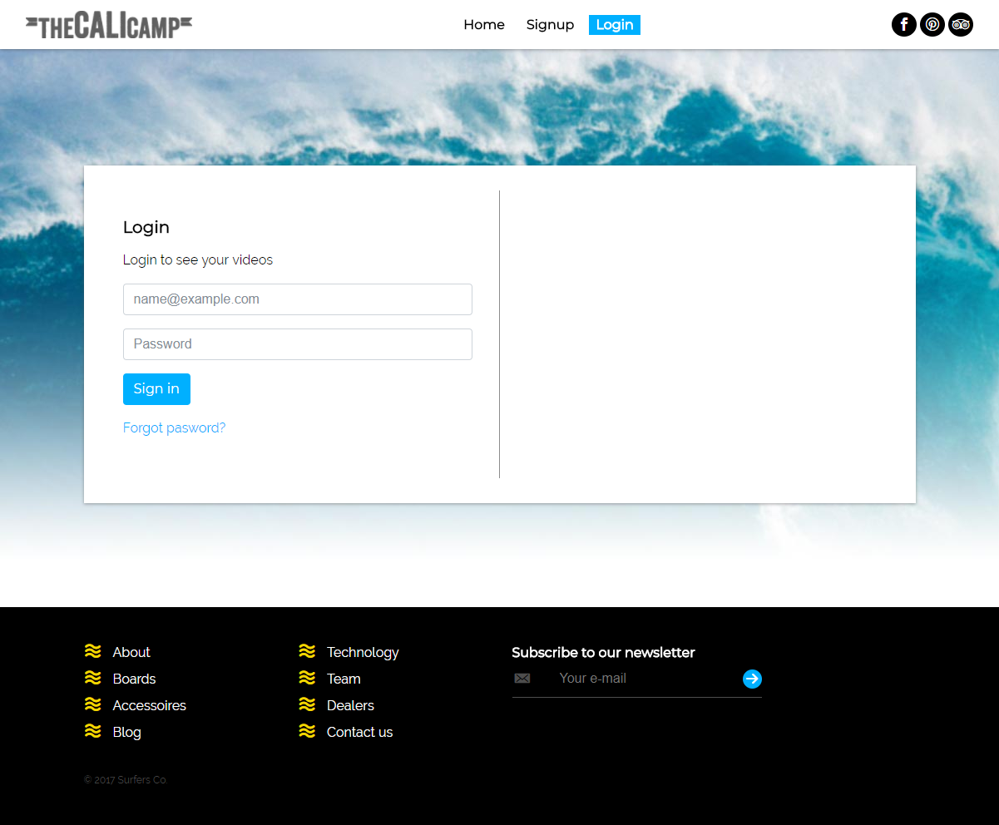 THECALICAMP
Home Signup Login
Login
Login to see your videos
name@example.com
Password
Sign in
Forgot pasword?
About
Boards
Accessoires
Blog
Technology
Team
Dealers
Contact us
Subscribe to our newsletter
Your e-mail
© 2017 Surfers Co.